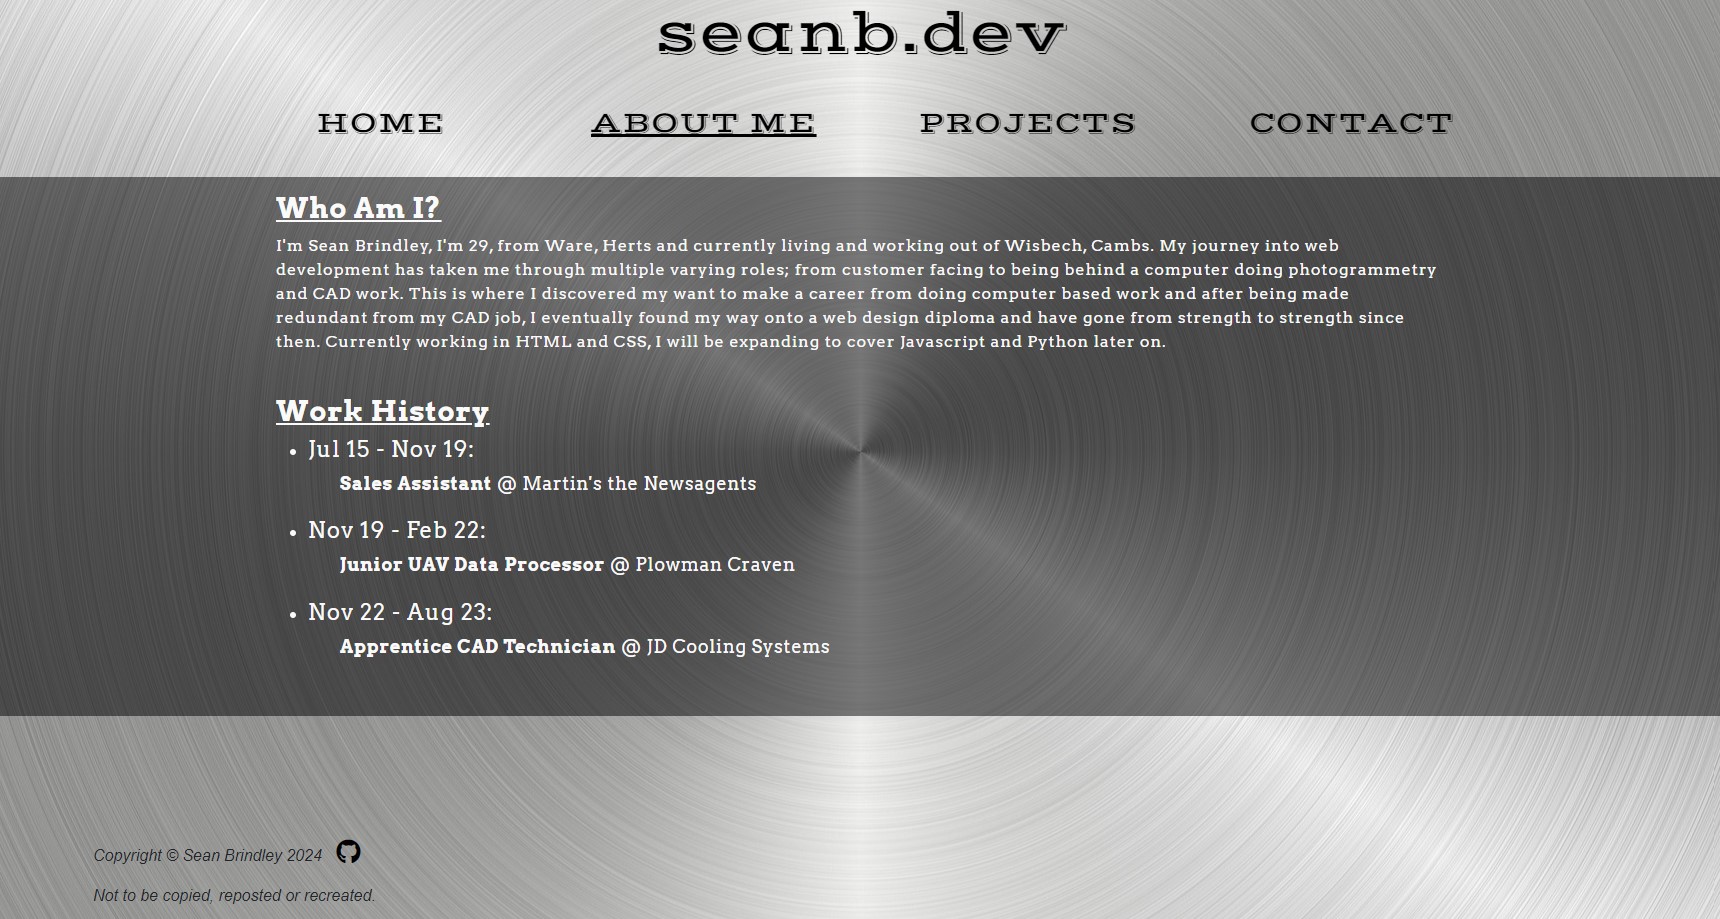 seanb.dev
HOME ABOUT ME PROJECTS CONTACT
Who Am I?
I'm Sean Brindley, I'm 29, from Ware, Herts and currently living and working out of Wisbech, Cambs. My journey into web
development has taken me through multiple varying roles; from customer facing to being behind a computer doing photogrammetry
and CAD work. This is where I discovered my want to make a career from doing computer based work and after being made
redundant from my CAD job, I eventually found my way onto a web design diploma and have gone from strength to strength since
then. Currently working in HTML and CSS, I will be expanding to cover Javascript and Python later on.
Work History
• Jul 15 - Nov 19:
Sales Assistant @ Martin's the Newsagents
• Nov 19 - Feb 22:
Junior UAV Data Processor @ Plowman Craven
• Nov 22 - Aug 23:
Apprentice CAD Technician @ JD Cooling Systems
Copyright © Sean Brindley 2024
Not to be copied, reposted or recreated.